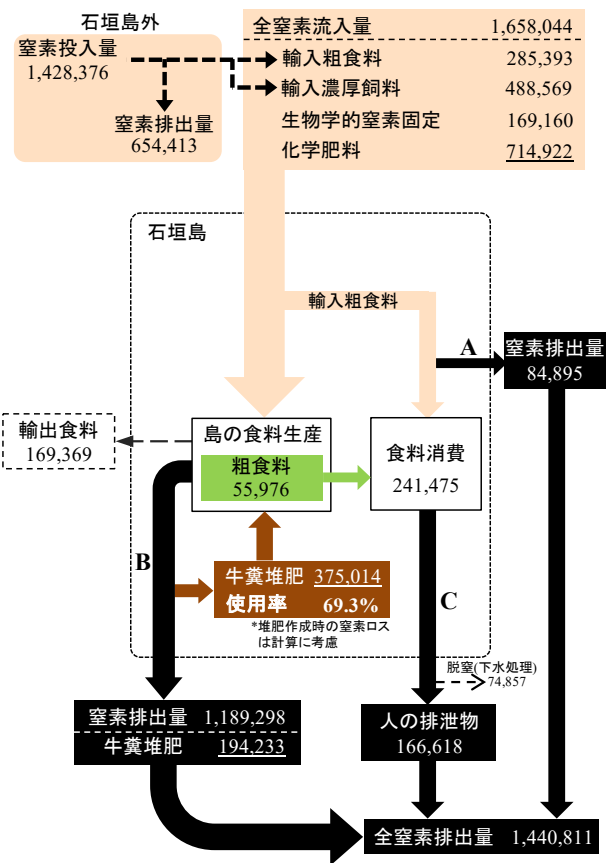 石垣島外
窒素投入量
1,428,376
窒素排出量
654,413
全窒素流入量 1,658,044
輸入粗食料 285,393
輸入濃厚飼料 488,569
生物学的窒素固定 169,160
化学肥料 714,922
石垣島
輸入粗食料
A
窒素排出量
84,895
輸出食料
169,369
島の食料生産
粗食料
55,976
食料消費
241,475
B
牛糞堆肥 375,014
使用率 69.3%
*堆肥作成時の窒素ロス
は計算に考慮
C
脱窒(下水処理)
74,857
窒素排出量 1,189,298
牛糞堆肥 194,233
人の排泄物
166,618
全窒素排出量 1,440,811